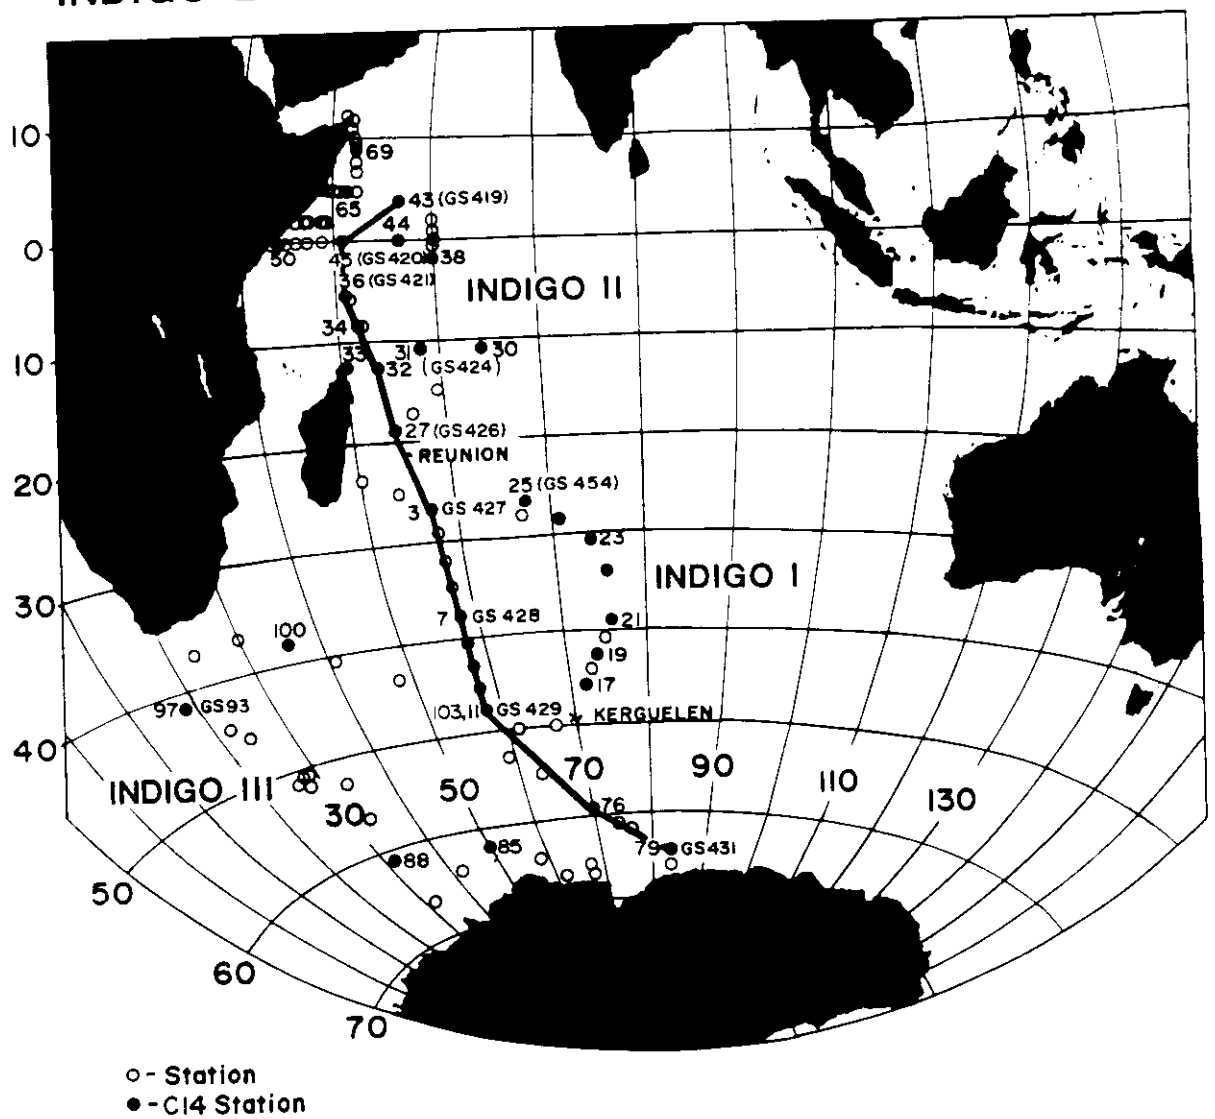 10
69
65
43 (GS419)
44
0
50
45 (GS420)
38
36 (GS421)
INDIGO II
34
33
31
30
10
32 (GS424)
27 (GS426)
REUNION
20
25 (GS 454)
3
GS 427
23
INDIGO I
30
7
GS 428
21
100
19
17
97
GS93
103,11
GS 429
KERGUELEN
40
INDIGO III
30
50
70
90
110
130
76
79
GS431
85
88
50
60
70
○ - Station
● - C14 Station